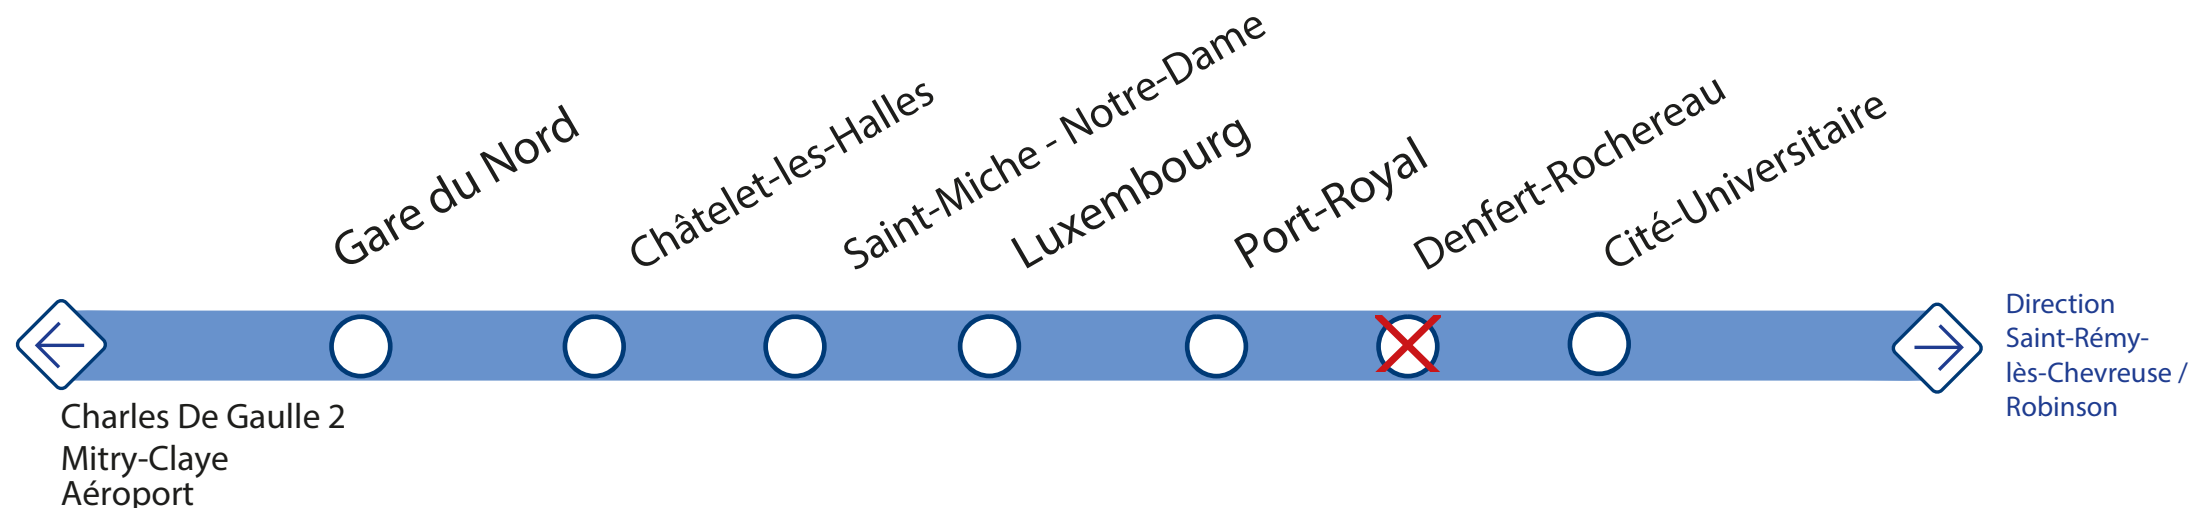 Gare du Nord
Châtelet-les-Halles
Saint-Miche - Notre-Dame
Luxembourg
Port-Royal
Denfert-Rochereau
Cité-Universitaire
Direction
Saint-Rémy-
lès-Chevreuse /
Robinson
Charles De Gaulle 2
Mitry-Claye
Aéroport